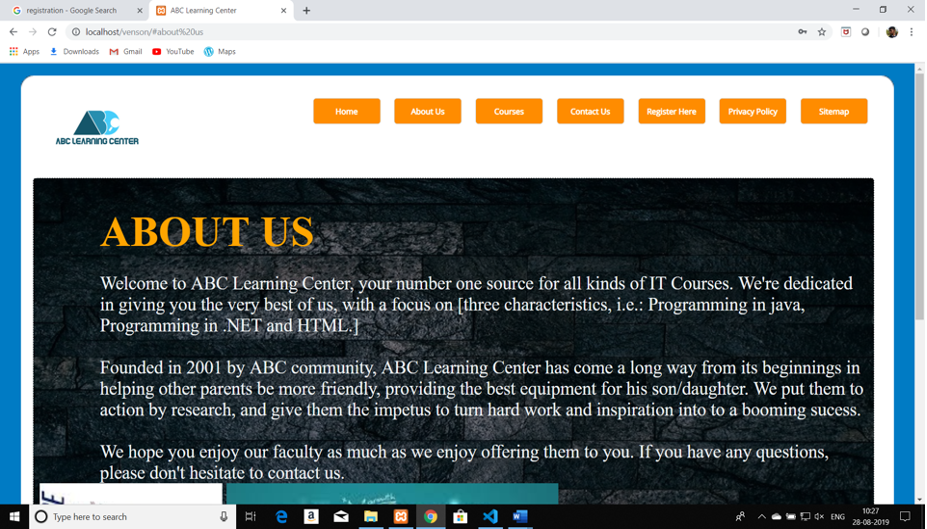 registration - Google Search
ABC Learning Center
localhost/venson/#about%20us
Apps
Downloads
Gmail
YouTube
Maps
ABC LEARNING CENTER
Home
About Us
Courses
Contact Us
Register Here
Privacy Policy
Sitemap
ABOUT US
Welcome to ABC Learning Center, your number one source for all kinds of IT Courses. We're dedicated
in giving you the very best of us, with a focus on [three characteristics, i.e.: Programming in java,
Programming in .NET and HTML.]
Founded in 2001 by ABC community, ABC Learning Center has come a long way from its beginnings in
helping other parents be more friendly, providing the best equipment for his son/daughter. We put them to
action by research, and give them the impetus to turn hard work and inspiration into to a booming sucess.
We hope you enjoy our faculty as much as we enjoy offering them to you. If you have any questions,
please don't hesitate to contact us.
Type here to search
ENG
10:27
28-08-2019